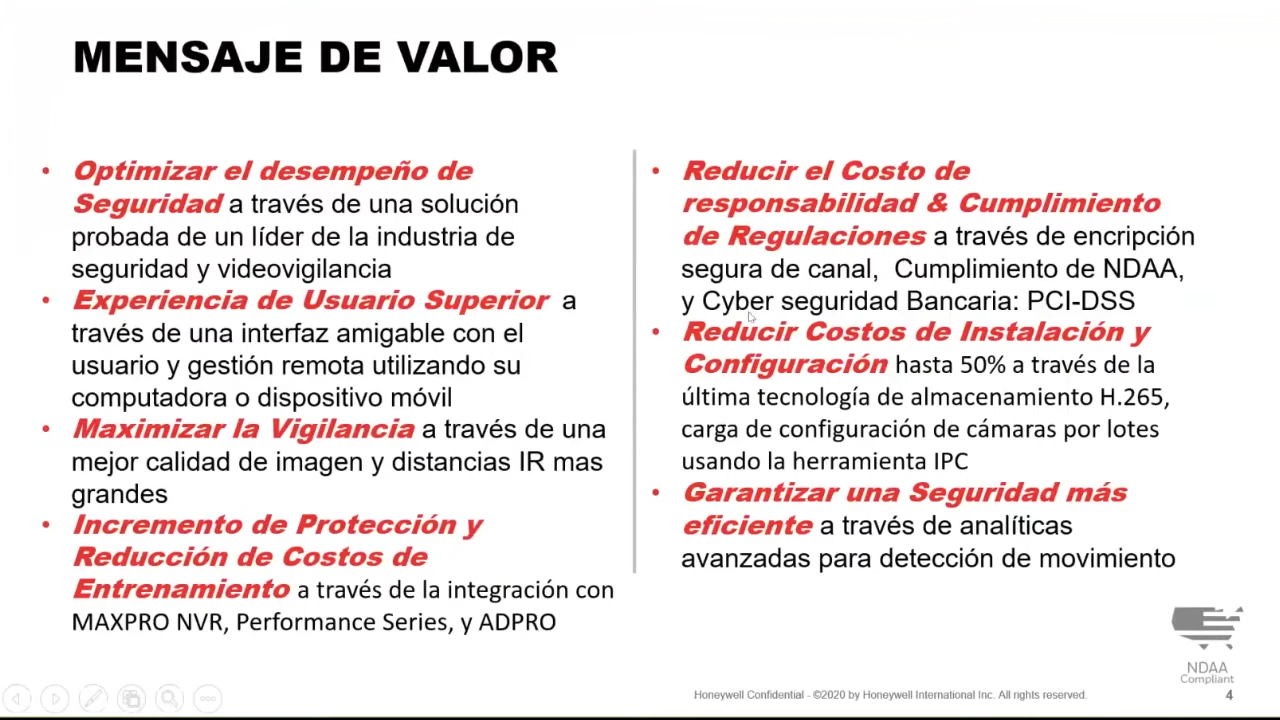 MENSAJE DE VALOR
• Optimizar el desempeño de
Seguridad a través de una solución
probada de un líder de la industria de
seguridad y videovigilancia
• Experiencia de Usuario Superior a
través de una interfaz amigable con el
usuario y gestión remota utilizando su
computadora o dispositivo móvil
• Maximizar la Vigilancia a través de una
mejor calidad de imagen y distancias IR mas
grandes
• Incremento de Protección y
Reducción de Costos de
Entrenamiento a través de la integración con
MAXPRO NVR, Performance Series, y ADPRO
• Reducir el Costo de
responsabilidad & Cumplimiento
de Regulaciones a través de encripción
segura de canal, Cumplimiento de NDAA,
y Cyber seguridad Bancaria: PCI-DSS
• Reducir Costos de Instalación y
Configuración hasta 50% a través de la
última tecnología de almacenamiento H.265,
carga de configuración de cámaras por lotes
usando la herramienta IPC
• Garantizar una Seguridad más
eficiente a través de analíticas
avanzadas para detección de movimiento
NDAA
Compliant
Honeywell Confidential - ©2020 by Honeywell International Inc. All rights reserved.
4